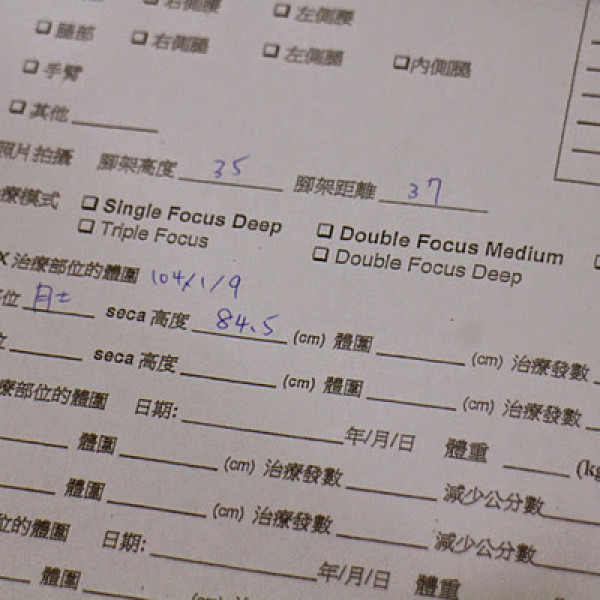 ☐ 右側腰 ☐ 左側腰
☐ 腿部 ☐ 右側腿 ☐ 左側腿 ☐ 內側腿
☐ 手臂
☐ 其他
照片拍攝 腳架高度 35 腳架距離 37
療模式 ☐ Single Focus Deep ☐ Double Focus Medium
☐ Triple Focus ☐ Double Focus Deep
X 治療部位的體圍 104/1/9
位 肚 seca 高度 84.5 (cm) 體圍 (cm) 治療發數
位 seca 高度 (cm) 體圍 (cm) 治療發數
療部位的體圍 日期: 年/月/日 體重 (kg
體圍 (cm) 治療發數 減少公分數
體圍 (cm) 治療發數 減少公分數
位的體圍 日期: 年/月/日 體重
體圍 (cm)